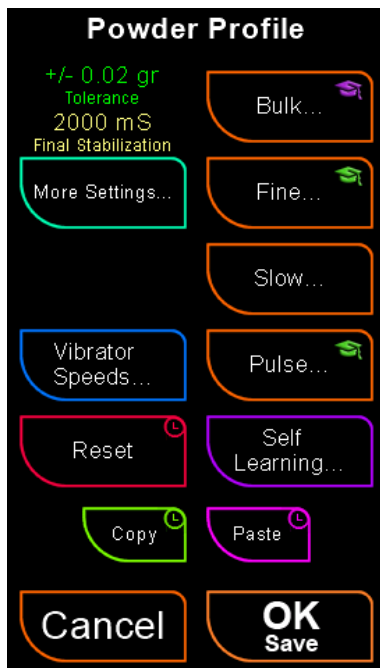 Powder Profile
+/- 0.02 gr
Tolerance
2000 mS
Final Stabilization
Bulk...
More Settings...
Fine...
Slow...
Vibrator
Speeds...
Pulse...
Reset
Self
Learning...
Copy
Paste
Cancel
OK
Save